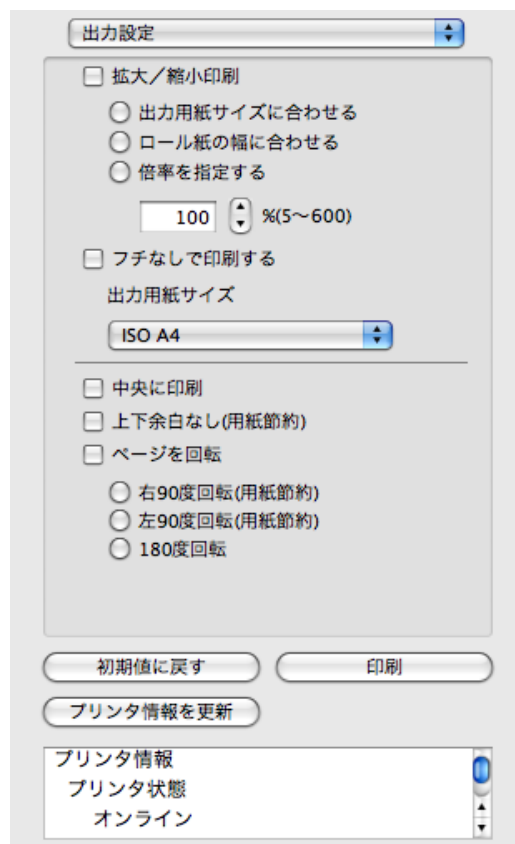 出力設定
拡大／縮小印刷
出力用紙サイズに合わせる
ロール紙の幅に合わせる
倍率を指定する
100 %(5～600)
フチなしで印刷する
出力用紙サイズ
ISO A4
中央に印刷
上下余白なし(用紙節約)
ページを回転
右90度回転(用紙節約)
左90度回転(用紙節約)
180度回転
初期値に戻す 印刷
プリンタ情報を更新
プリンタ情報
プリンタ状態
オンライン